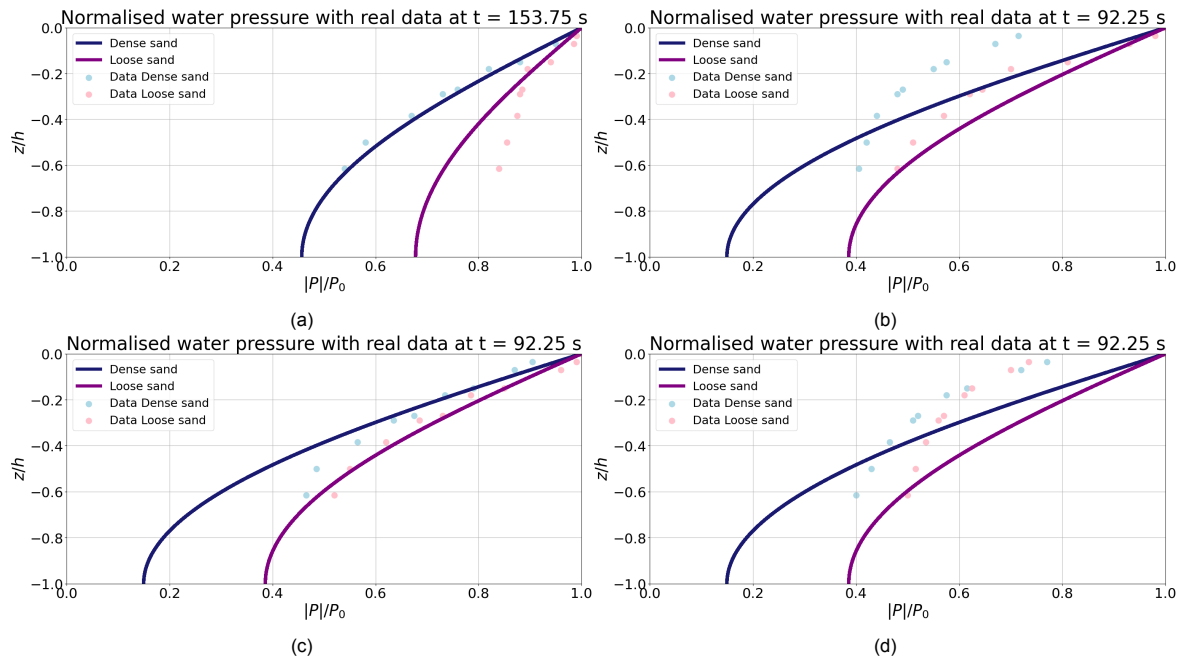 Normalised water pressure with real data at t = 153.75 s
0.0
−0.2
−0.4
−0.6
−0.8
−1.0
z/h
Dense sand
Loose sand
Data Dense sand
Data Loose sand
0.0 0.2 0.4 0.6 0.8 1.0
|P|/P₀
(a)
Normalised water pressure with real data at t = 92.25 s
0.0
−0.2
−0.4
−0.6
−0.8
−1.0
z/h
Dense sand
Loose sand
Data Dense sand
Data Loose sand
0.0 0.2 0.4 0.6 0.8 1.0
|P|/P₀
(b)
Normalised water pressure with real data at t = 92.25 s
0.0
−0.2
−0.4
−0.6
−0.8
−1.0
z/h
Dense sand
Loose sand
Data Dense sand
Data Loose sand
0.0 0.2 0.4 0.6 0.8 1.0
|P|/P₀
(c)
Normalised water pressure with real data at t = 92.25 s
0.0
−0.2
−0.4
−0.6
−0.8
−1.0
z/h
Dense sand
Loose sand
Data Dense sand
Data Loose sand
0.0 0.2 0.4 0.6 0.8 1.0
|P|/P₀
(d)